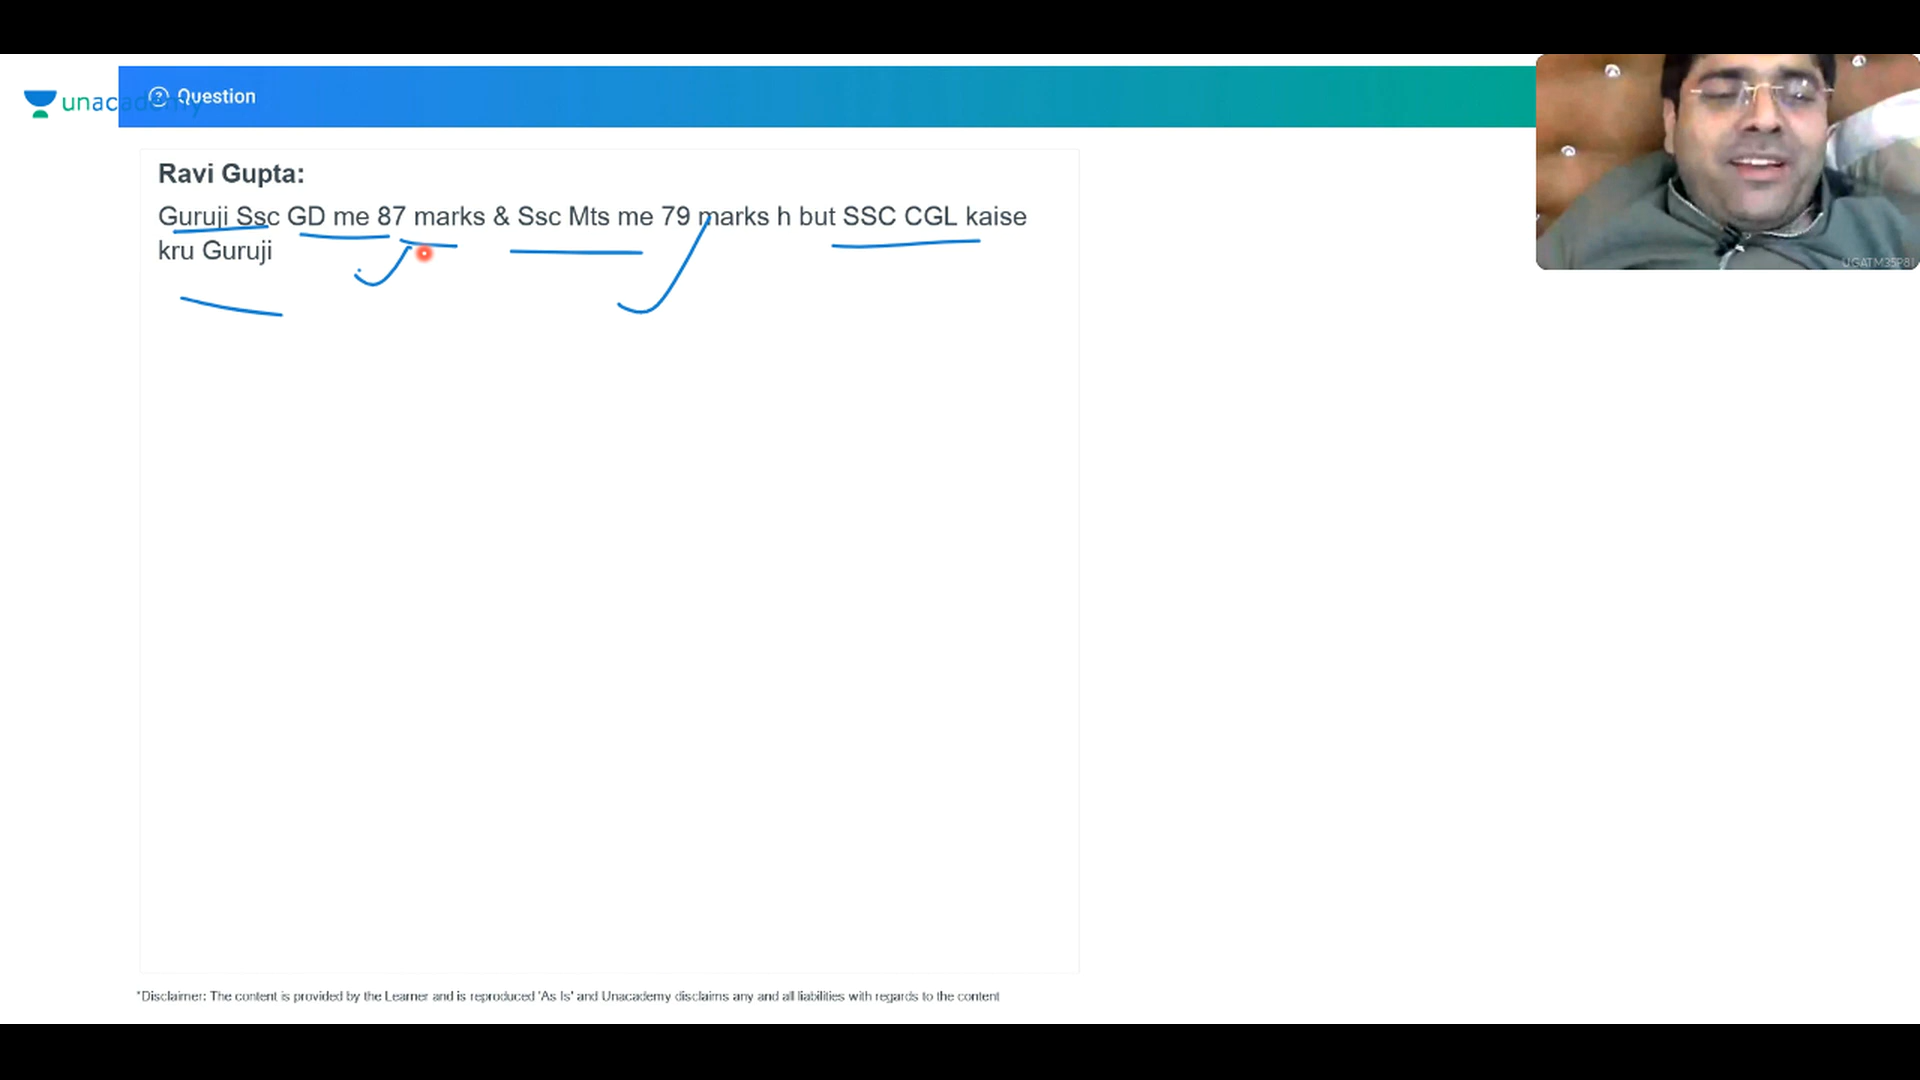 unacademy
Question
Ravi Gupta:
Guruji Ssc GD me 87 marks & Ssc Mts me 79 marks h but SSC CGL kaise
kru Guruji
UGATM35P81
*Disclaimer: The content is provided by the Learner and is reproduced 'As Is' and Unacademy disclaims any and all liabilities with regards to the content